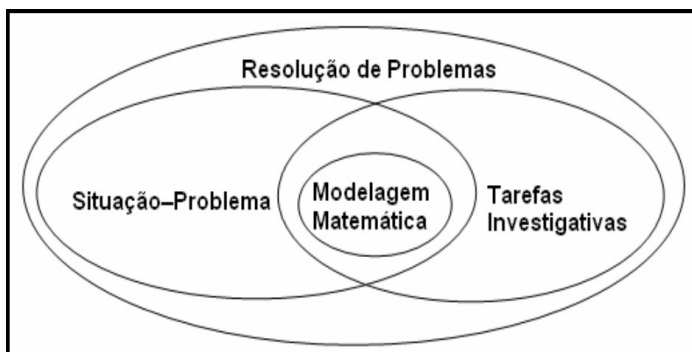 Resolução de Problemas
Situação–Problema
Modelagem
Matemática
Tarefas
Investigativas